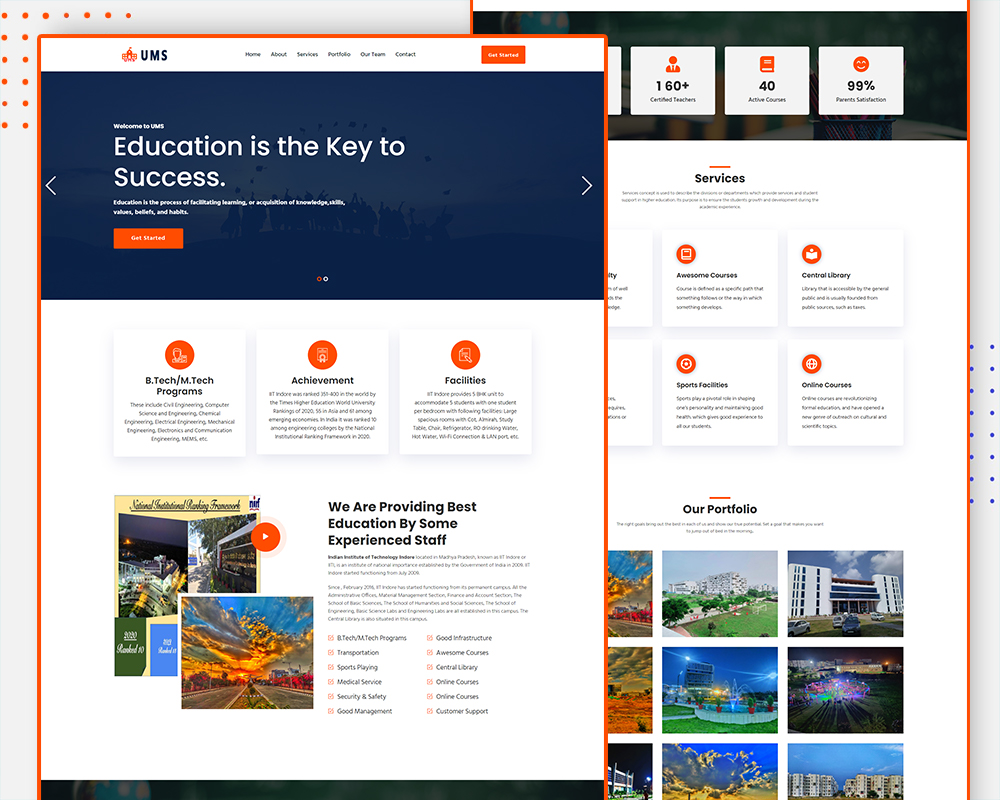 UMS
Home About Services Portfolio Our Team Contact
Get Started
Welcome to UMS
Education is the Key to
Success.
Education is the process of facilitating learning, or acquisition of knowledge,skills,
values, beliefs, and habits.
Get Started
B.Tech/M.Tech
Programs
These include Civil Engineering, Computer
Science and Engineering, Chemical
Engineering, Electrical Engineering, Mechanical
Engineering, Electronics and Communication
Engineering, MEMS, etc.
Achievement
IIT Indore was ranked 351-400 in the world by
the Times Higher Education World University
Rankings of 2020, 55 in Asia and 61 among
emerging economies. In India it was ranked 10
among engineering colleges by the National
Institutional Ranking Framework in 2020.
Facilities
IIT Indore provides 5 BHK unit to
accommodate 5 students with one student
per bedroom with following facilities: Large
spacious rooms with Cot, Almirah, Study
Table, Chair, Refrigerator, RO drinking Water,
Hot Water, Wi-Fi Connection & LAN port, etc.
National Institutional Ranking Framework
nirf
2020
Ranked 10
We Are Providing Best
Education By Some
Experienced Staff
Indian Institute of Technology Indore located in Madhya Pradesh, known as IIT Indore or
IITI, is an institute of national importance established by the Government of India in 2009. IIT
Indore started functioning from July 2009.
Since , February 2016, IIT Indore has started functioning from its permanent campus. All the
Admnistrative Offices, Material Management Section, Finance and Account Section, The
School of Basic Sciences, The School of Humanities and Social Sciences, The School of
Engineering, Basic Science Labs and Engineering Labs are all established in this campus. The
Central Library is also situated in this campus.
B.Tech/M.Tech Programs
Transportation
Sports Playing
Medical Service
Security & Safety
Good Management
Good Infrastructure
Awesome Courses
Central Library
Online Courses
Online Courses
Customer Support
1 60+
Certified Teachers
40
Active Courses
99%
Parents Satisfaction
Services
Services concept is used to describe the divisions or departments which provide services and student
support in higher education. Its purpose is to ensure the students growth and development during the
academic experience.
Awesome Courses
Course is defined as a specific path that
something follows or the way in which
something develops.
Central Library
Library that is accessible by the general
public and is usually founded from
public sources, such as taxes.
Sports Facilities
Sports play a pivotal role in shaping
one's personality and maintaining good
health which gives good experience to
all our students.
Online Courses
Online courses are revolutionizing
formal education, and have opened a
new genre of outreach on cultural and
scientific topics.
Our Portfolio
The right goals bring out the best in each of us and show our true potential. Set a goal that makes you want
to jump out of bed in the morning.